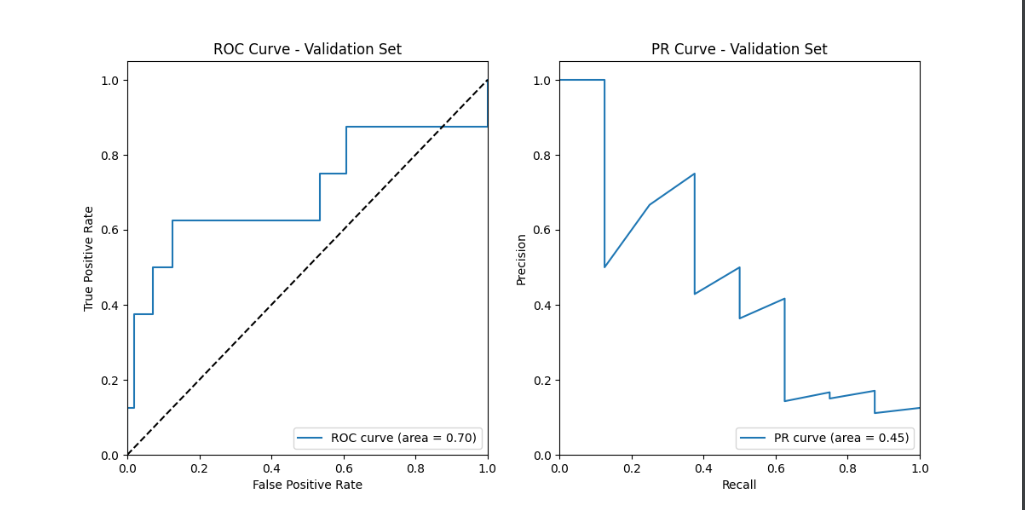 ROC Curve - Validation Set
True Positive Rate
1.0
0.8
0.6
0.4
0.2
0.0
0.0 0.2 0.4 0.6 0.8 1.0
False Positive Rate
ROC curve (area = 0.70)
PR Curve - Validation Set
Precision
1.0
0.8
0.6
0.4
0.2
0.0
0.0 0.2 0.4 0.6 0.8 1.0
Recall
PR curve (area = 0.45)